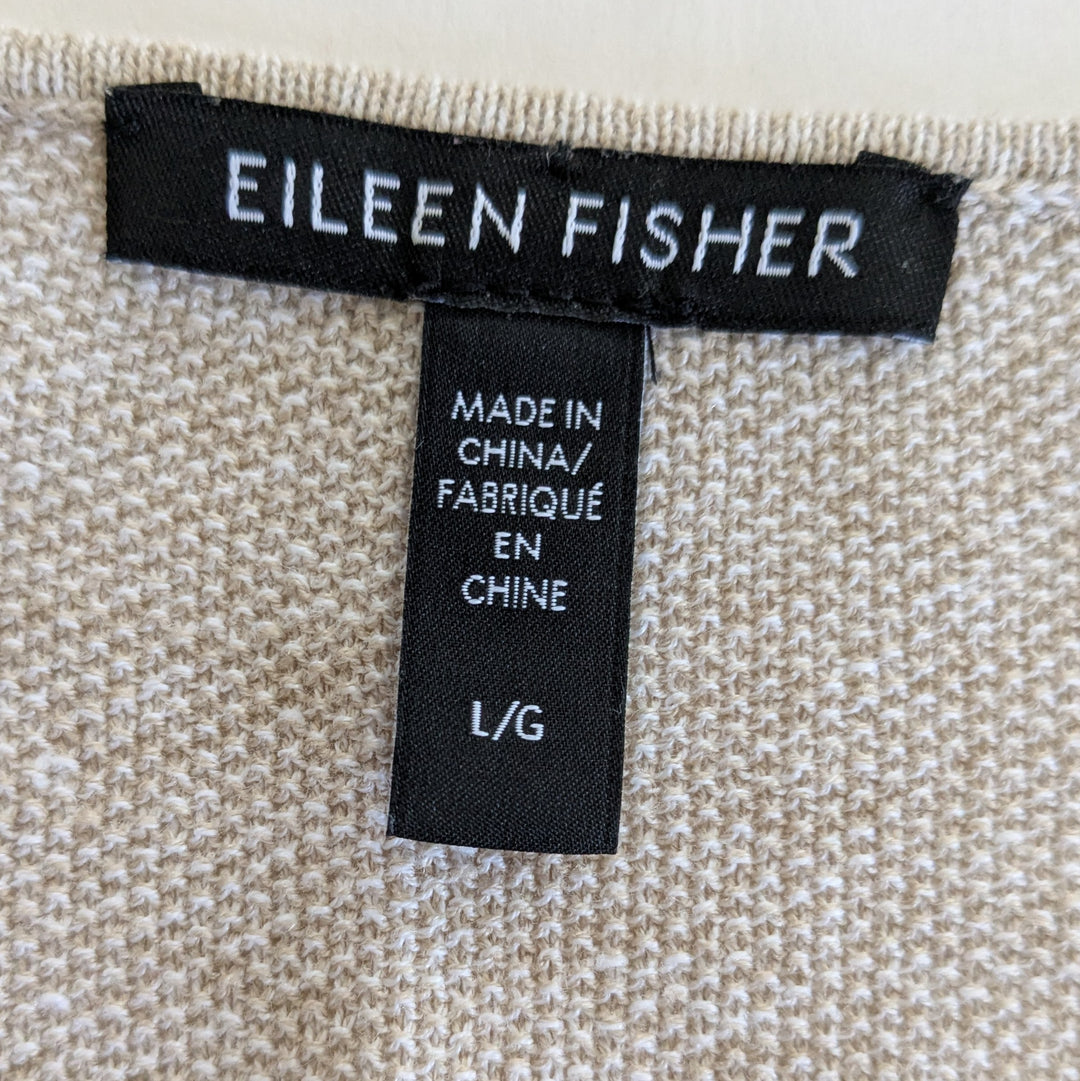 EILEEN FISHER
MADE IN
CHINA/
FABRIQUÉ
EN
CHINE
L/G